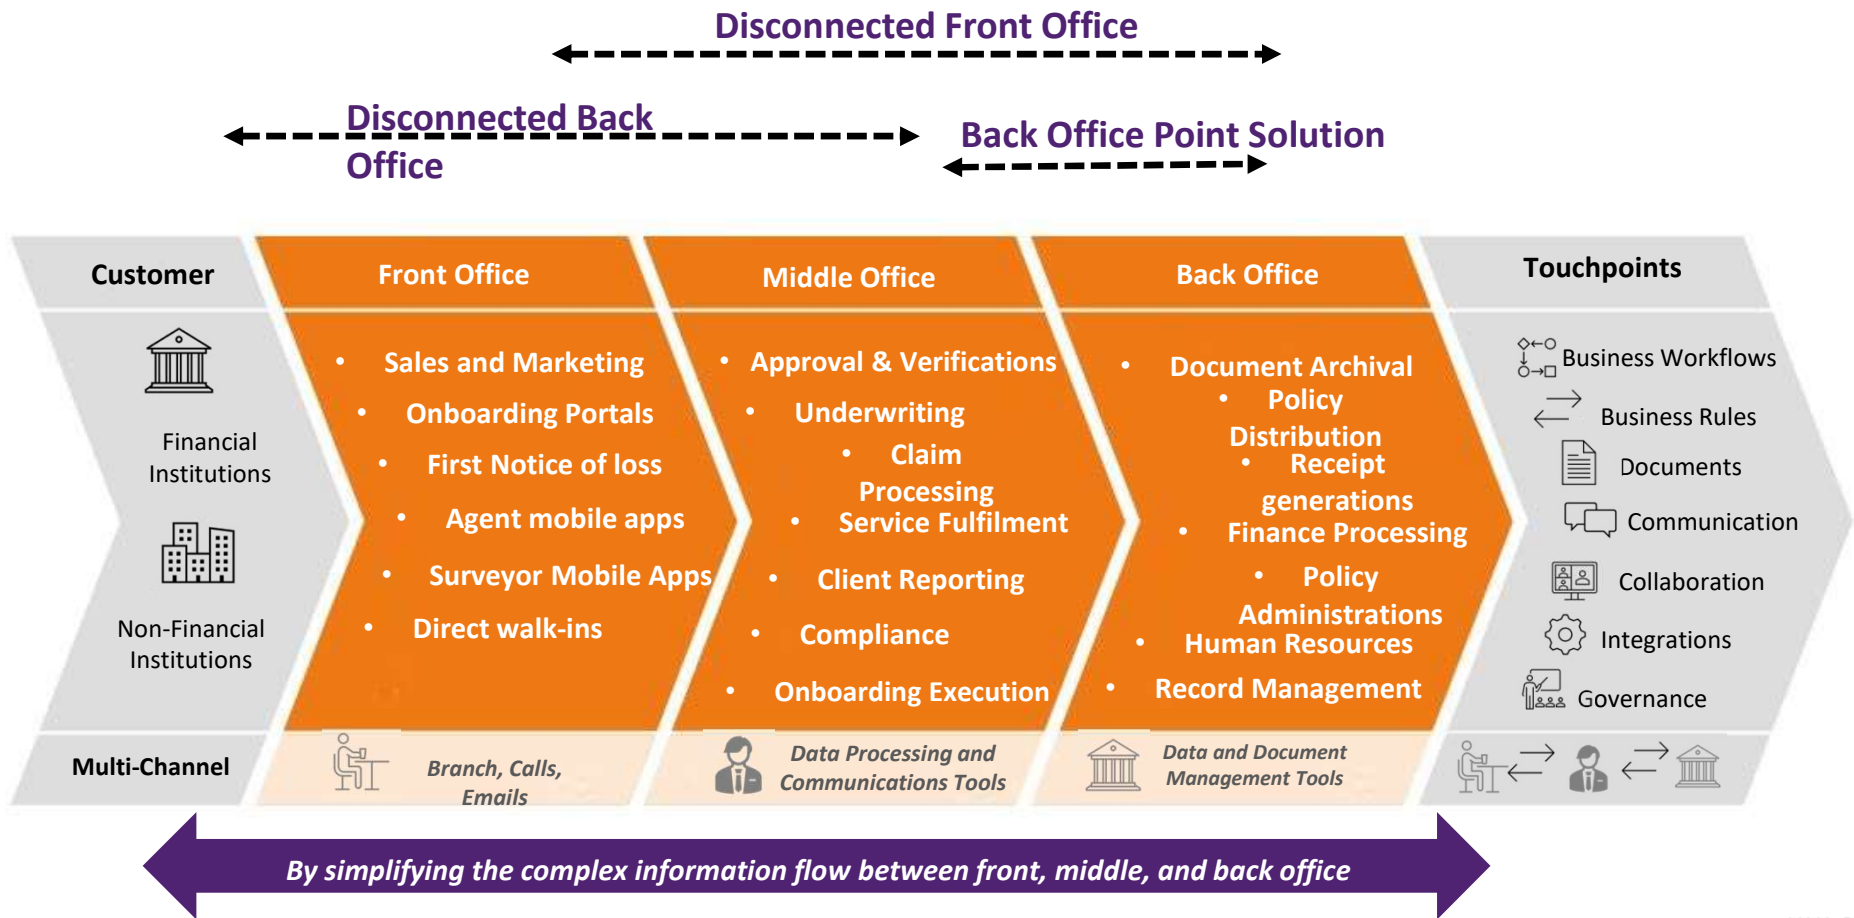 Disconnected Front Office
Disconnected Back
Office
Back Office Point Solution
Customer
Financial
Institutions
Non-Financial
Institutions
Multi-Channel
Front Office
• Sales and Marketing
• Onboarding Portals
• First Notice of loss
• Agent mobile apps
• Surveyor Mobile Apps
• Direct walk-ins
Branch, Calls,
Emails
Middle Office
• Approval & Verifications
• Underwriting
• Claim
Processing
• Service Fulfilment
• Client Reporting
• Compliance
• Onboarding Execution
Data Processing and
Communications Tools
Back Office
• Document Archival
• Policy
Distribution
• Receipt
generations
• Finance Processing
• Policy
Administrations
• Human Resources
• Record Management
Data and Document
Management Tools
Touchpoints
Business Workflows
Business Rules
Documents
Communication
Collaboration
Integrations
Governance
By simplifying the complex information flow between front, middle, and back office